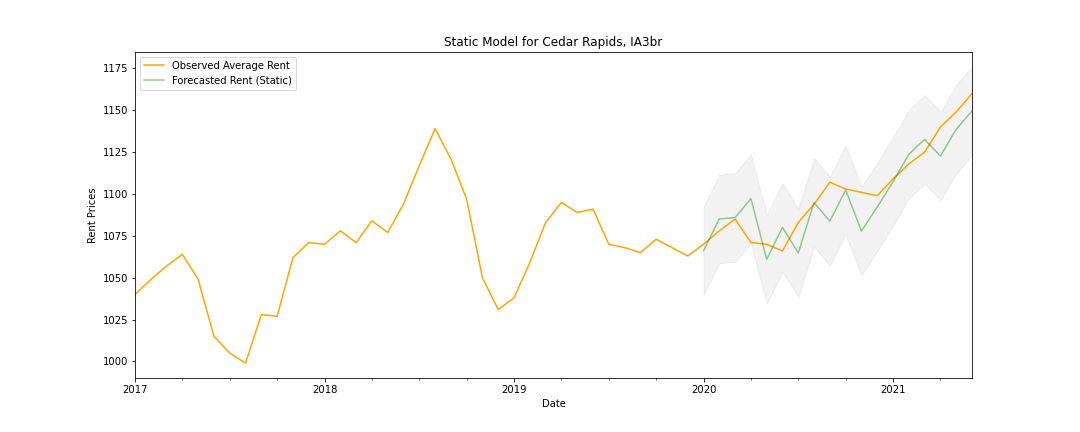 Static Model for Cedar Rapids, IA3br
Observed Average Rent
Forecasted Rent (Static)
Rent Prices
1175
1150
1125
1100
1075
1050
1025
1000
2017 2018 2019 2020 2021
Date